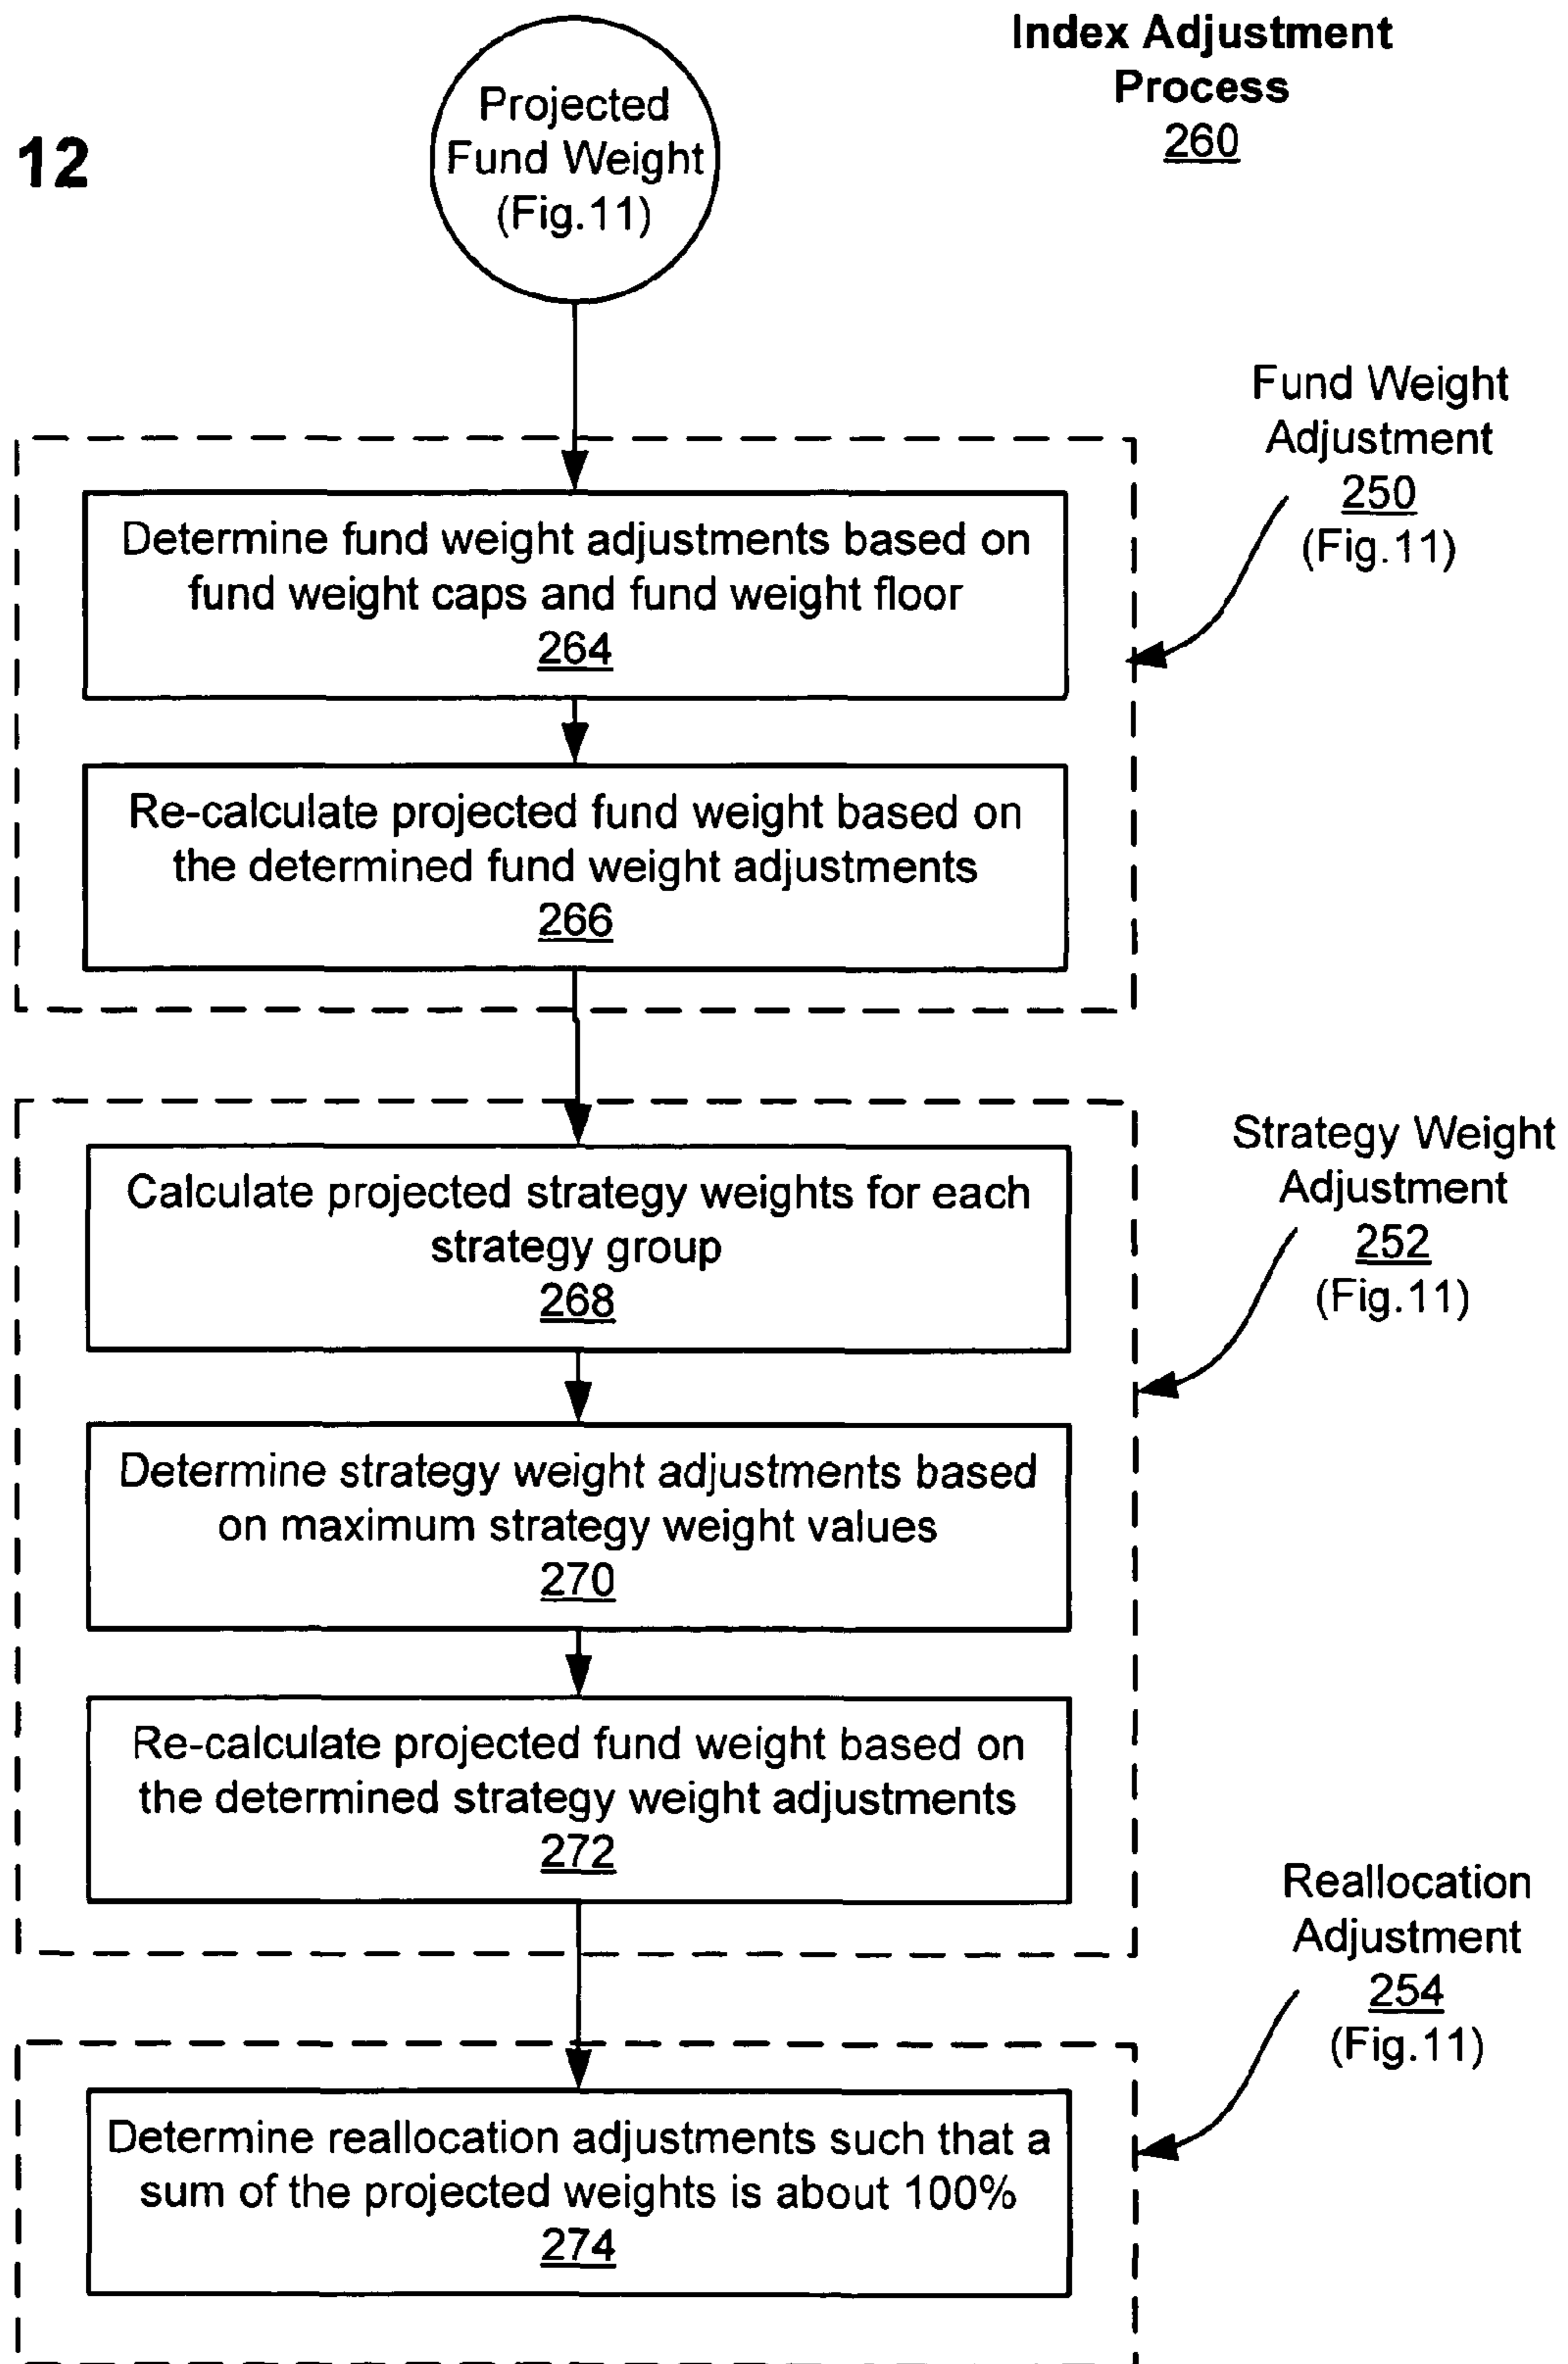 Index Adjustment
Process
260
12
Projected
Fund Weight
(Fig.11)
Fund Weight
Adjustment
250
(Fig.11)
Determine fund weight adjustments based on
fund weight caps and fund weight floor
264
Re-calculate projected fund weight based on
the determined fund weight adjustments
266
Strategy Weight
Adjustment
252
(Fig.11)
Calculate projected strategy weights for each
strategy group
268
Determine strategy weight adjustments based
on maximum strategy weight values
270
Re-calculate projected fund weight based on
the determined strategy weight adjustments
272
Reallocation
Adjustment
254
(Fig.11)
Determine reallocation adjustments such that a
sum of the projected weights is about 100%
274